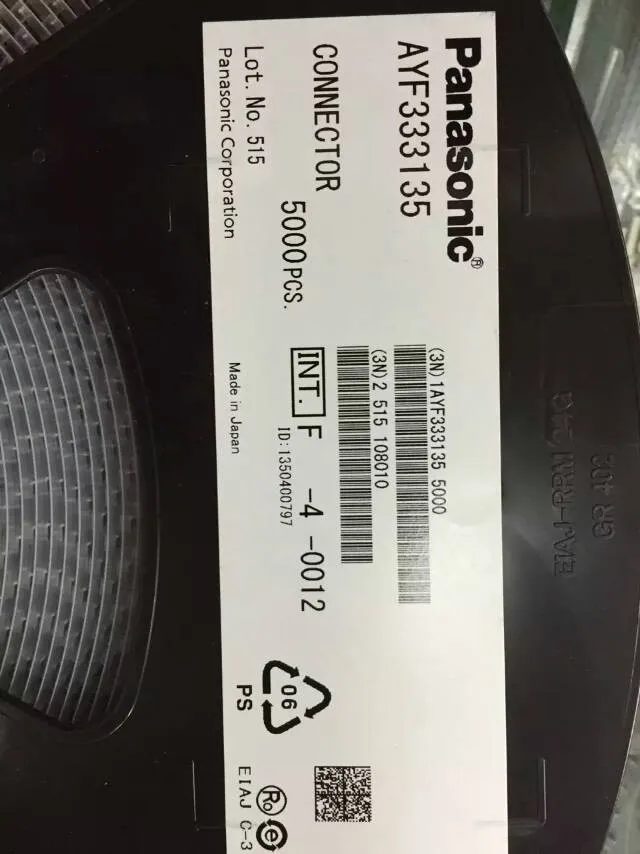 Panasonic®
AYF333135
CONNECTOR
5000PCS.
Lot. No. 515
Panasonic Corporation
(3N)1AYF333135 5000
(3N)2 515 108010
INT. F -4 -0012
ID:1350400797
Made in Japan
06
PS
EIAJ C-3
Ro e